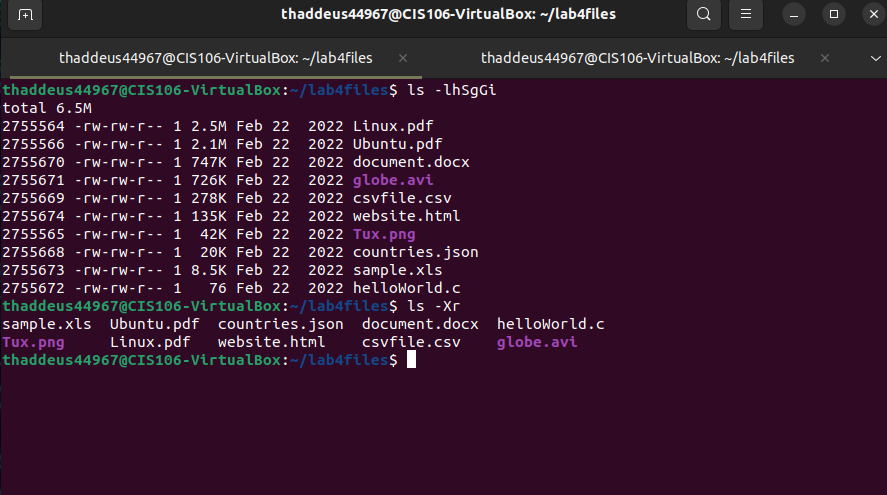 thaddeus44967@CIS106-VirtualBox: ~/lab4files
thaddeus44967@CIS106-VirtualBox: ~/lab4files × thaddeus44967@CIS106-VirtualBox: ~/lab4files ×
thaddeus44967@CIS106-VirtualBox:~/lab4files$ ls -lhSgGi
total 6.5M
2755564 -rw-rw-r-- 1 2.5M Feb 22  2022 Linux.pdf
2755566 -rw-rw-r-- 1 2.1M Feb 22  2022 Ubuntu.pdf
2755670 -rw-rw-r-- 1 747K Feb 22  2022 document.docx
2755671 -rw-rw-r-- 1 726K Feb 22  2022 globe.avi
2755669 -rw-rw-r-- 1 278K Feb 22  2022 csvfile.csv
2755674 -rw-rw-r-- 1 135K Feb 22  2022 website.html
2755565 -rw-rw-r-- 1  42K Feb 22  2022 Tux.png
2755668 -rw-rw-r-- 1  20K Feb 22  2022 countries.json
2755673 -rw-rw-r-- 1 8.5K Feb 22  2022 sample.xls
2755672 -rw-rw-r-- 1   76 Feb 22  2022 helloWorld.c
thaddeus44967@CIS106-VirtualBox:~/lab4files$ ls -Xr
sample.xls  Ubuntu.pdf  countries.json  document.docx  helloWorld.c
Tux.png     Linux.pdf   website.html    csvfile.csv    globe.avi
thaddeus44967@CIS106-VirtualBox:~/lab4files$